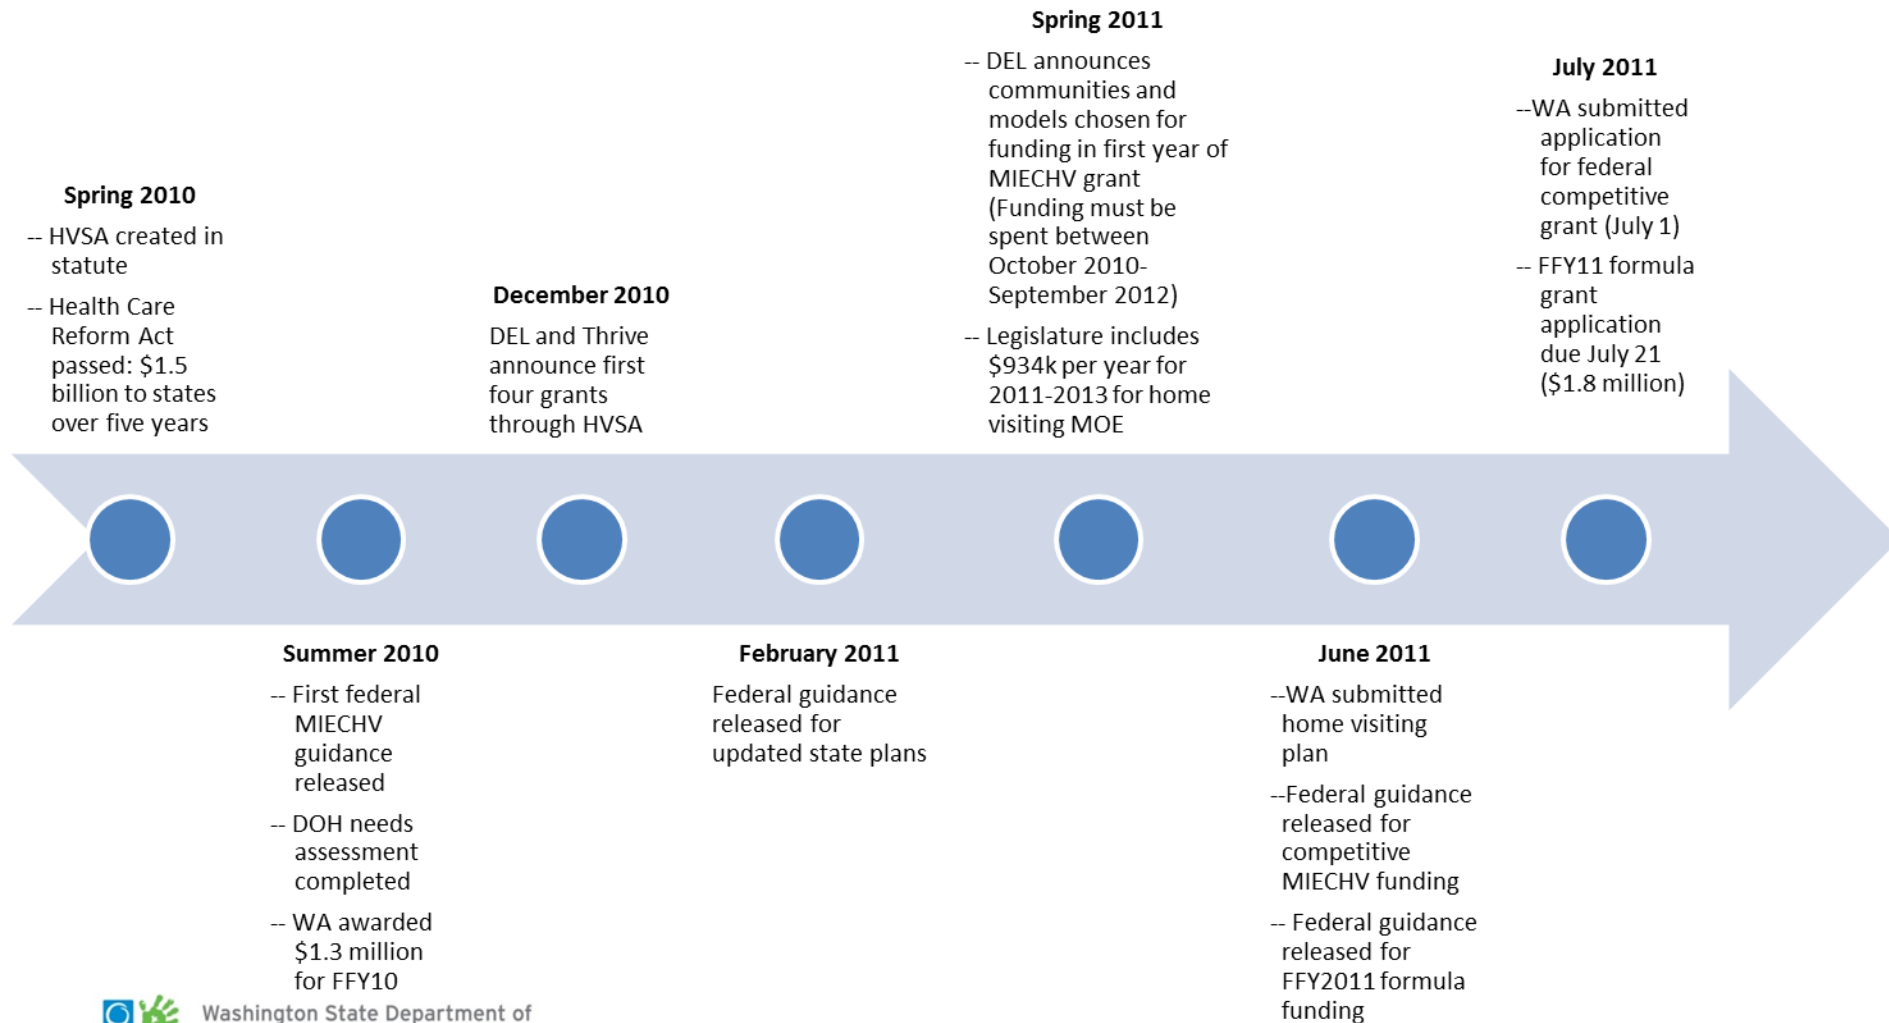 Spring 2010
-- HVSA created in
statute
-- Health Care
Reform Act
passed: $1.5
billion to states
over five years
Summer 2010
-- First federal
MIECHV
guidance
released
-- DOH needs
assessment
completed
-- WA awarded
$1.3 million
for FFY10
December 2010
DEL and Thrive
announce first
four grants
through HVSA
February 2011
Federal guidance
released for
updated state plans
Spring 2011
-- DEL announces
communities and
models chosen for
funding in first year of
MIECHV grant
(Funding must be
spent between
October 2010-
September 2012)
-- Legislature includes
$934k per year for
2011-2013 for home
visiting MOE
June 2011
--WA submitted
home visiting
plan
--Federal guidance
released for
competitive
MIECHV funding
-- Federal guidance
released for
FFY2011 formula
funding
July 2011
--WA submitted
application
for federal
competitive
grant (July 1)
-- FFY11 formula
grant
application
due July 21
($1.8 million)
Washington State Department of